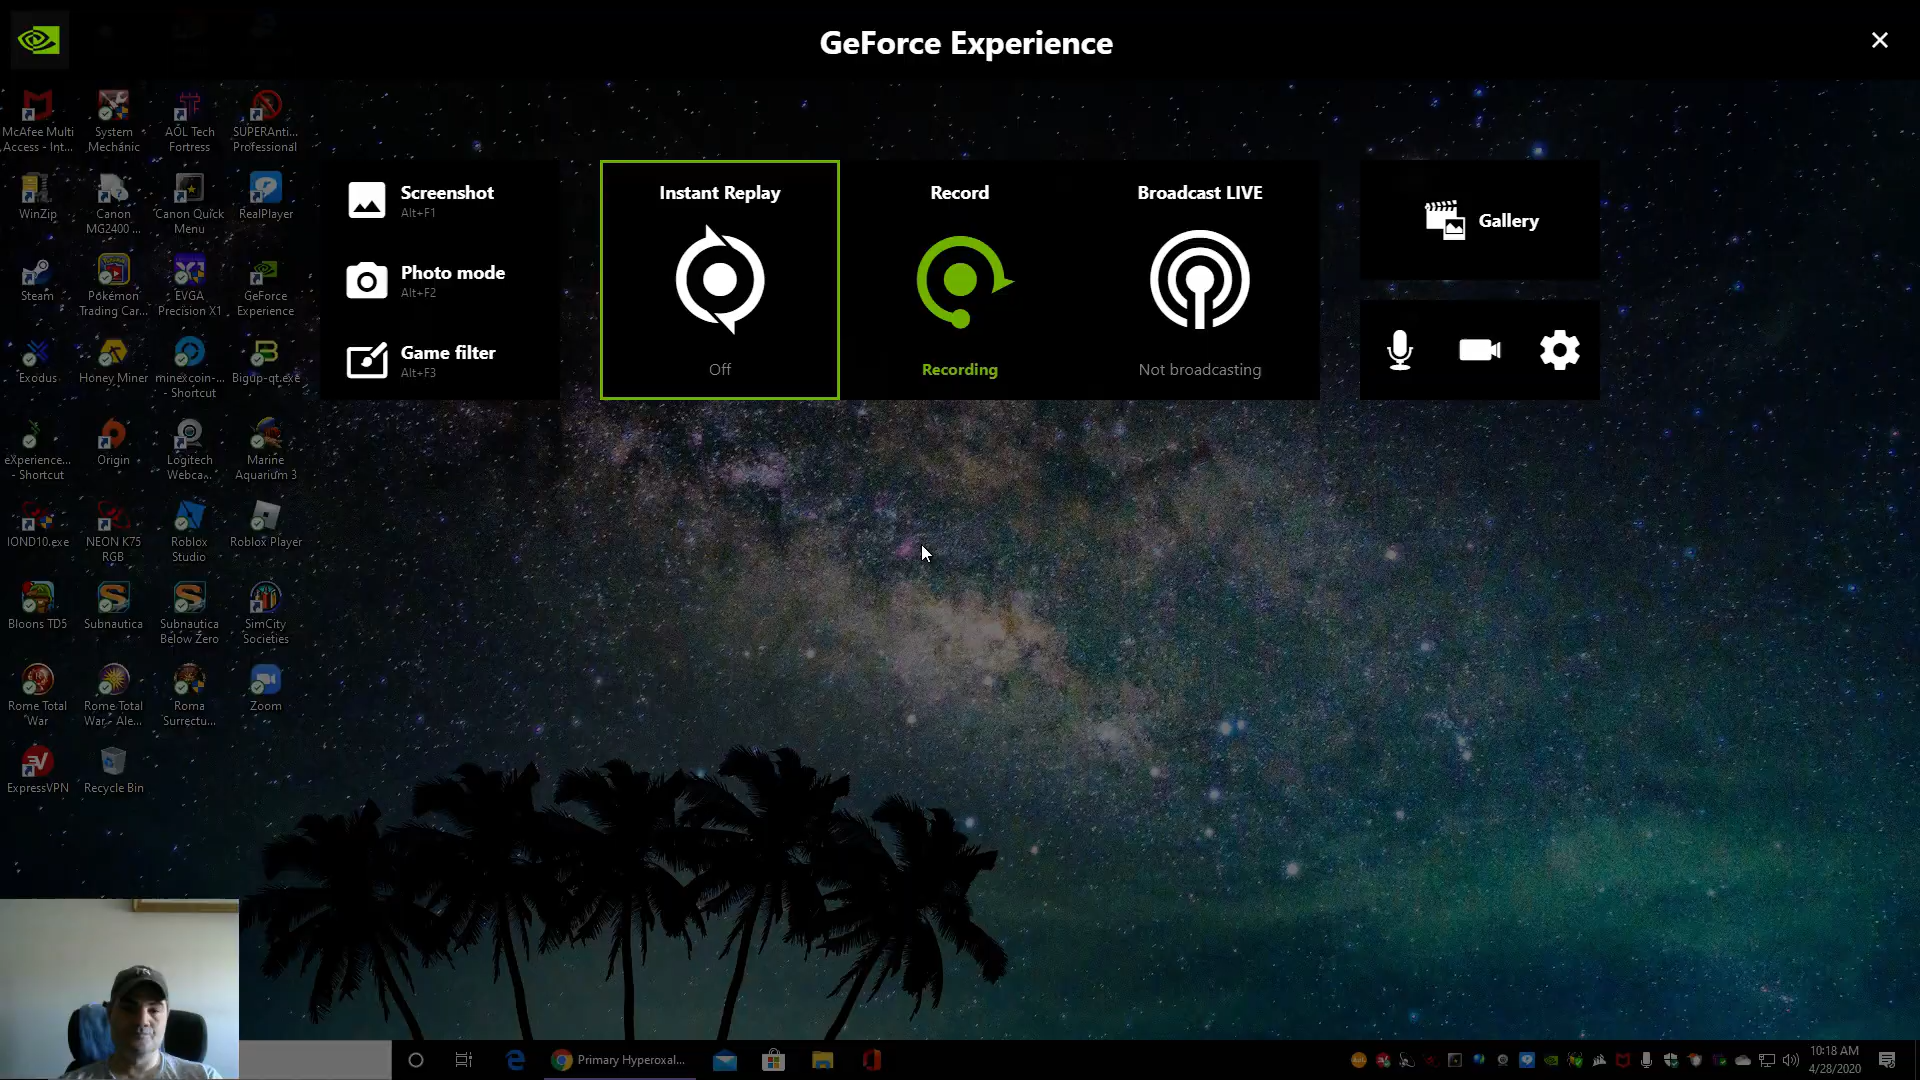 GeForce Experience
McAfee Multi
Access - Int...
System
Mechanic
AOL Tech
Fortress
SUPERAnti...
Professional
Screenshot
Alt+F1
Photo mode
Alt+F2
Game filter
Alt+F3
Instant Replay
Off
Record
Recording
Broadcast LIVE
Not broadcasting
Gallery
WinZip
Canon
MG2400 ...
Canon Quick
Menu
RealPlayer
Steam
Pokémon
Trading Car...
EVGA
Precision X1
GeForce
Experience
Exodus
Honey Miner
minexcoin-...
- Shortcut
Bigup-qt.exe
eXperience...
- Shortcut
Origin
Logitech
Webca...
Marine
Aquarium 3
IOND10.exe
NEON K75
RGB
Roblox
Studio
Roblox Player
Bloons TD5
Subnautica
Subnautica
Below Zero
SimCity
Societies
Rome Total
War
Rome Total
War - Ale...
Roma
Surrectu...
Zoom
ExpressVPN
Recycle Bin
Primary Hyperoxal...
10:18 AM
4/28/2020